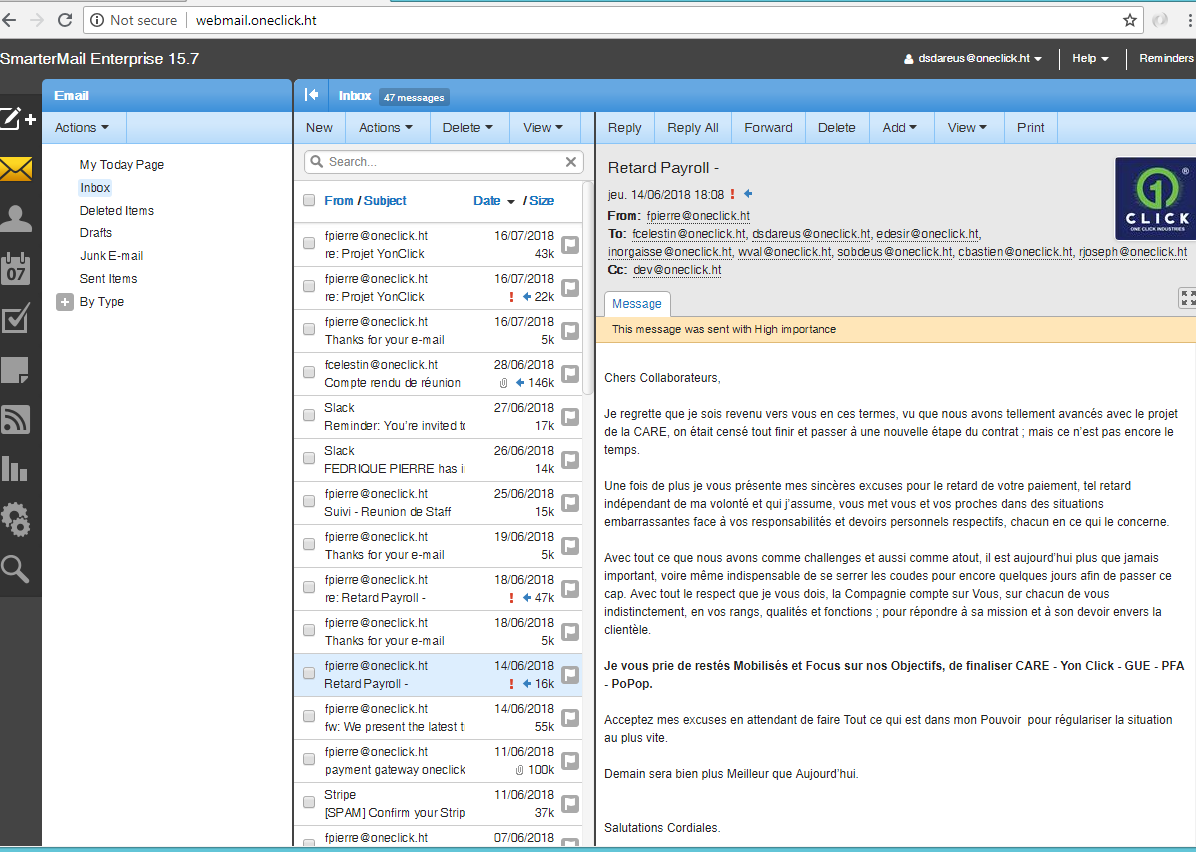 Not secure webmail.oneclick.ht
SmarterMail Enterprise 15.7
dsdareus@oneclick.ht
Help
Reminders
Email
Actions
My Today Page
Inbox
Deleted Items
Drafts
Junk E-mail
Sent Items
By Type
07
Inbox 47 messages
New Actions Delete View
Search...
From / Subject Date / Size
fpierre@oneclick.ht 16/07/2018
re: Projet YonClick 43k
fpierre@oneclick.ht 16/07/2018
re: Projet YonClick ! 22k
fpierre@oneclick.ht 16/07/2018
Thanks for your e-mail 5k
fcelestin@oneclick.ht 28/06/2018
Compte rendu de réunion 146k
Slack 27/06/2018
Reminder: You're invited to 17k
Slack 26/06/2018
FEDRIQUE PIERRE has i 14k
fpierre@oneclick.ht 25/06/2018
Suivi - Reunion de Staff 15k
fpierre@oneclick.ht 19/06/2018
Thanks for your e-mail 5k
fpierre@oneclick.ht 18/06/2018
re: Retard Payroll - ! 47k
fpierre@oneclick.ht 18/06/2018
Thanks for your e-mail 5k
fpierre@oneclick.ht 14/06/2018
Retard Payroll - ! 16k
fpierre@oneclick.ht 14/06/2018
fw: We present the latest t 55k
fpierre@oneclick.ht 11/06/2018
payment gateway oneclick 100k
Stripe 11/06/2018
[SPAM] Confirm your Strip 37k
fpierre@oneclick.ht 07/06/2018
Reply Reply All Forward Delete Add View Print
Retard Payroll -
jeu. 14/06/2018 18:08 !
From: fpierre@oneclick.ht
To: fcelestin@oneclick.ht, dsdareus@oneclick.ht, edesir@oneclick.ht,
inorgaisse@oneclick.ht, wval@oneclick.ht, sobdeus@oneclick.ht, cbastien@oneclick.ht, rjoseph@oneclick.ht
Cc: dev@oneclick.ht
1 ®
CLICK
ONE CLICK INDUSTRIES
Message
This message was sent with High importance
Chers Collaborateurs,
Je regrette que je sois revenu vers vous en ces termes, vu que nous avons tellement avancés avec le projet
de la CARE, on était censé tout finir et passer à une nouvelle étape du contrat ; mais ce n'est pas encore le
temps.
Une fois de plus je vous présente mes sincères excuses pour le retard de votre paiement, tel retard
indépendant de ma volonté et qui j'assume, vous met vous et vos proches dans des situations
embarrassantes face à vos responsabilités et devoirs personnels respectifs, chacun en ce qui le concerne.
Avec tout ce que nous avons comme challenges et aussi comme atout, il est aujourd'hui plus que jamais
important, voire même indispensable de se serrer les coudes pour encore quelques jours afin de passer ce
cap. Avec tout le respect que je vous dois, la Compagnie compte sur Vous, sur chacun de vous
indistinctement, en vos rangs, qualités et fonctions ; pour répondre à sa mission et à son devoir envers la
clientèle.
Je vous prie de restés Mobilisés et Focus sur nos Objectifs, de finaliser CARE - Yon Click - GUE - PFA
- PoPop.
Acceptez mes excuses en attendant de faire Tout ce qui est dans mon Pouvoir pour régulariser la situation
au plus vite.
Demain sera bien plus Meilleur que Aujourd'hui.
Salutations Cordiales.